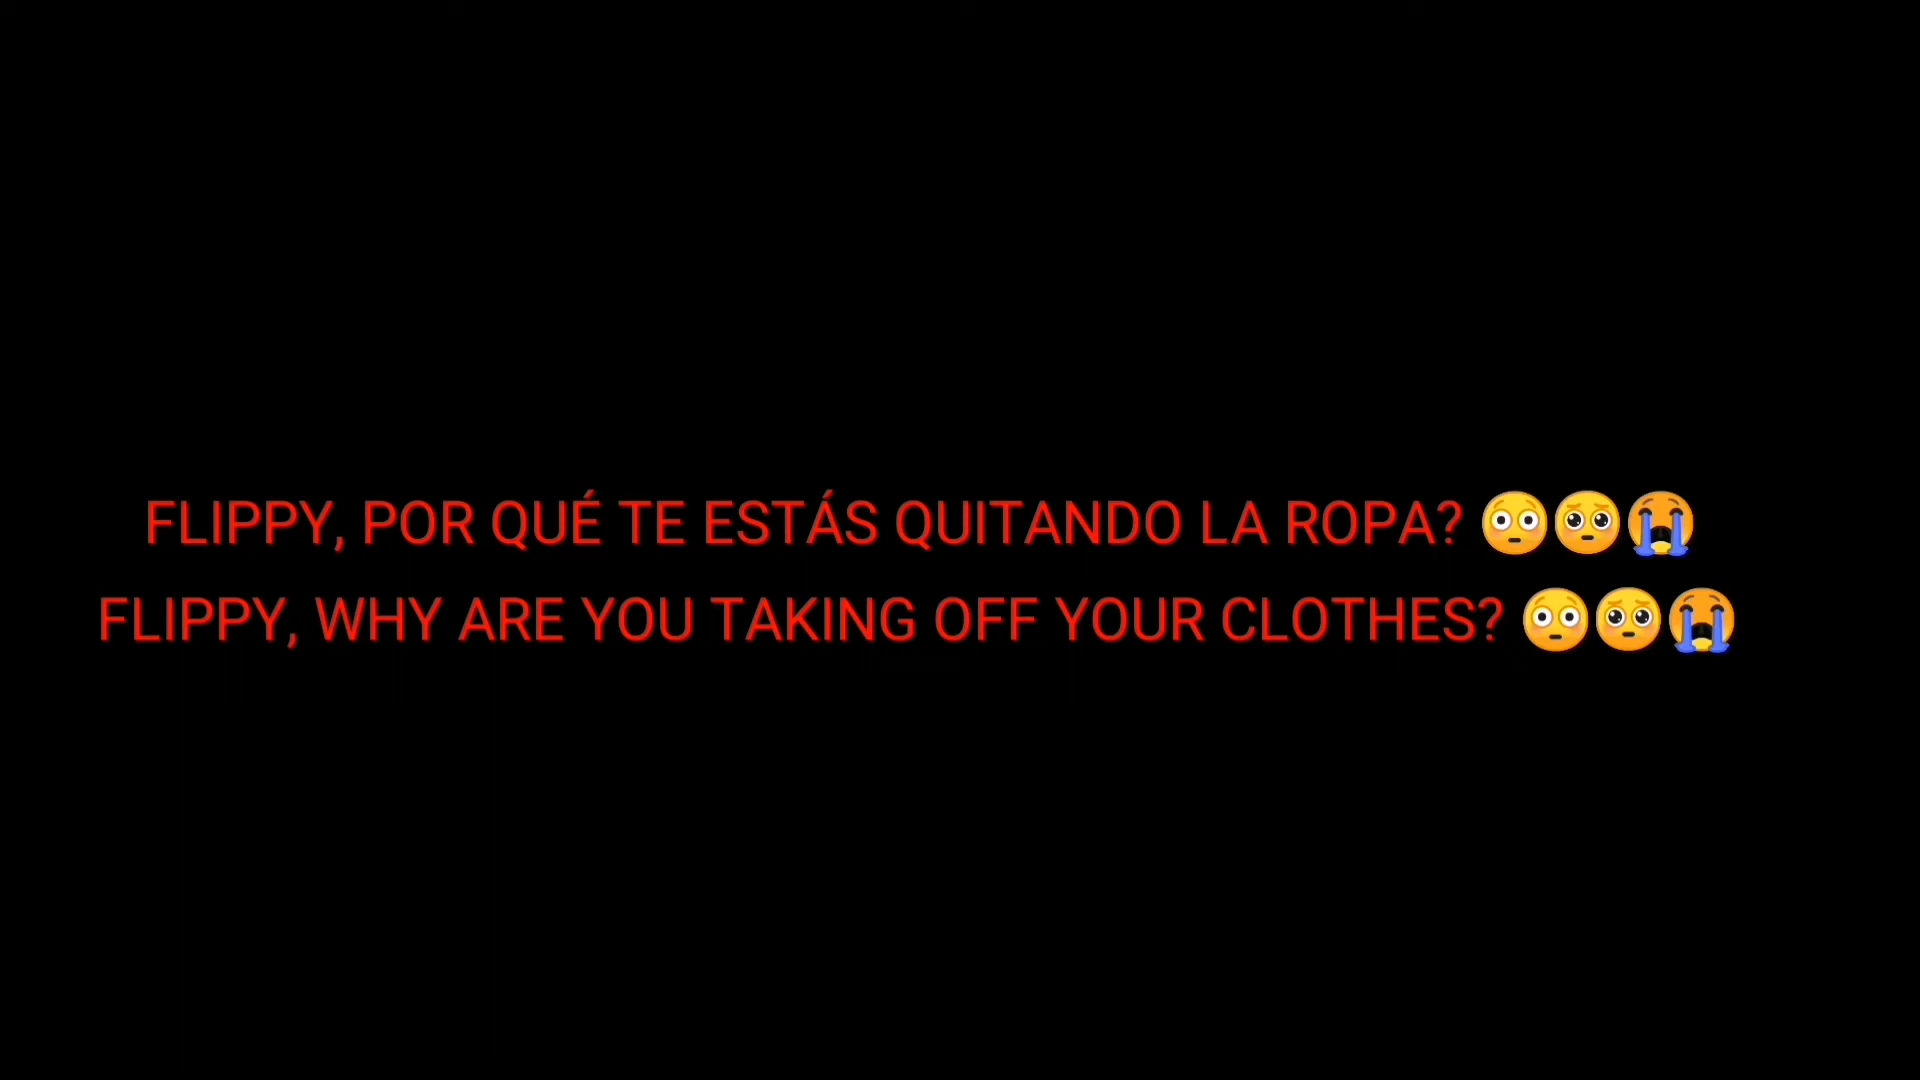 FLIPPY, POR QUÉ TE ESTÁS QUITANDO LA ROPA? 😳🥺😭
FLIPPY, WHY ARE YOU TAKING OFF YOUR CLOTHES? 😳🥺😭